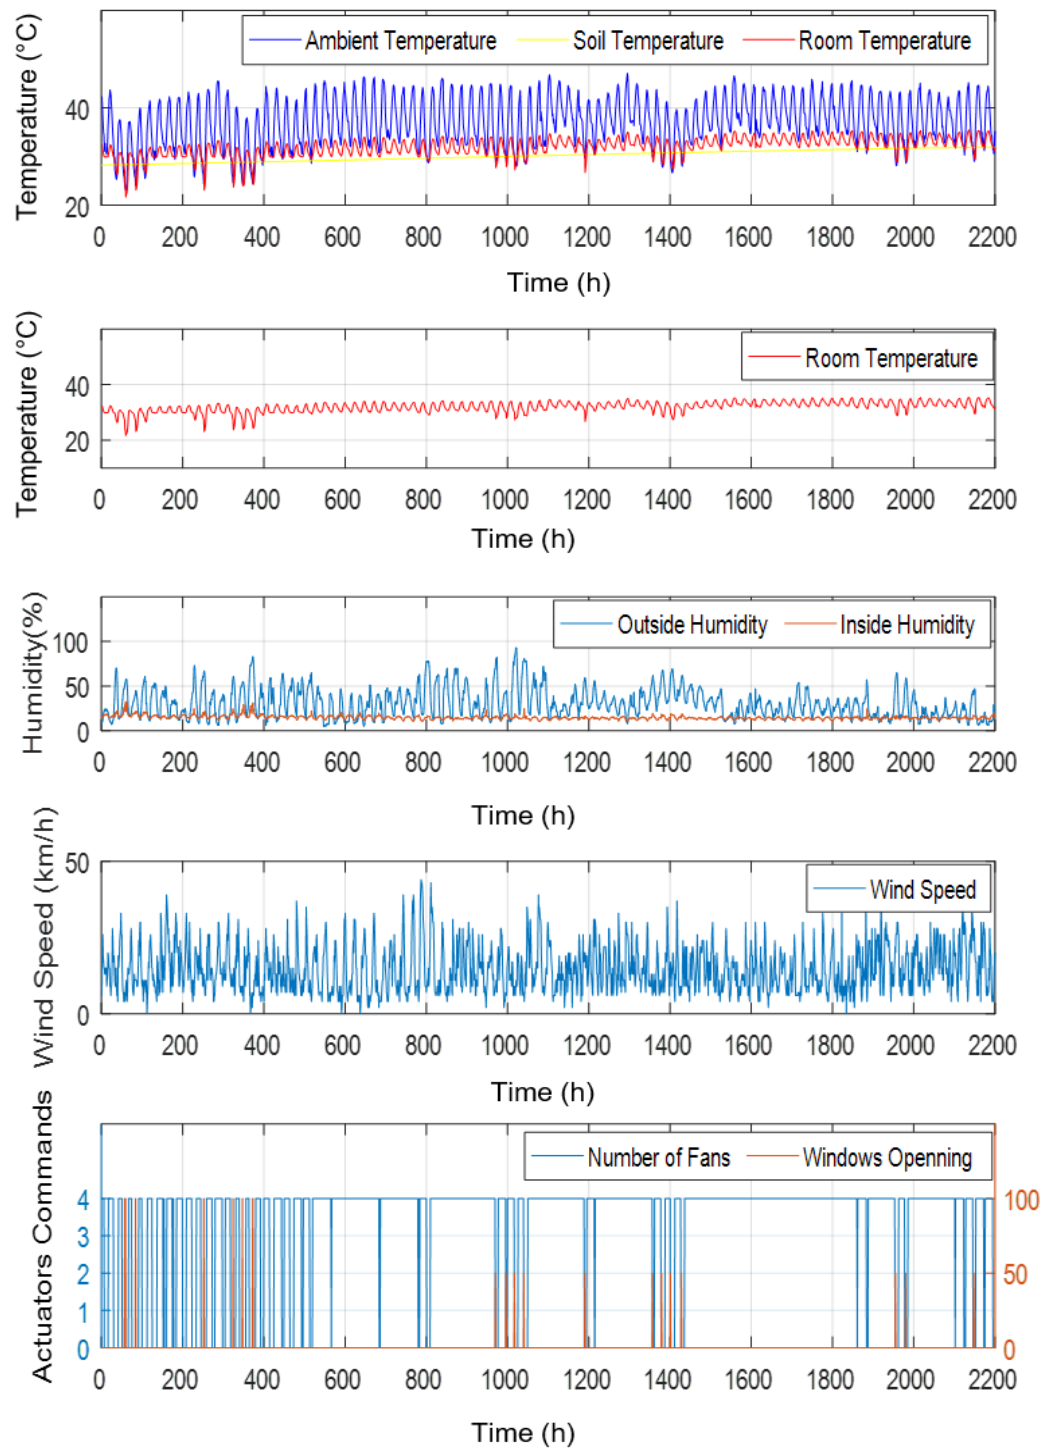 Temperature (°C)
Ambient Temperature Soil Temperature Room Temperature
40
20
0 200 400 600 800 1000 1200 1400 1600 1800 2000 2200
Time (h)
Temperature (°C)
Room Temperature
40
20
0 200 400 600 800 1000 1200 1400 1600 1800 2000 2200
Time (h)
Humidity(%)
Outside Humidity Inside Humidity
100
50
0
0 200 400 600 800 1000 1200 1400 1600 1800 2000 2200
Time (h)
Wind Speed (km/h)
50
Wind Speed
0
0 200 400 600 800 1000 1200 1400 1600 1800 2000 2200
Time (h)
Actuators Commands
Number of Fans Windows Openning
4 100
3
2 50
1
0 0
0 200 400 600 800 1000 1200 1400 1600 1800 2000 2200
Time (h)